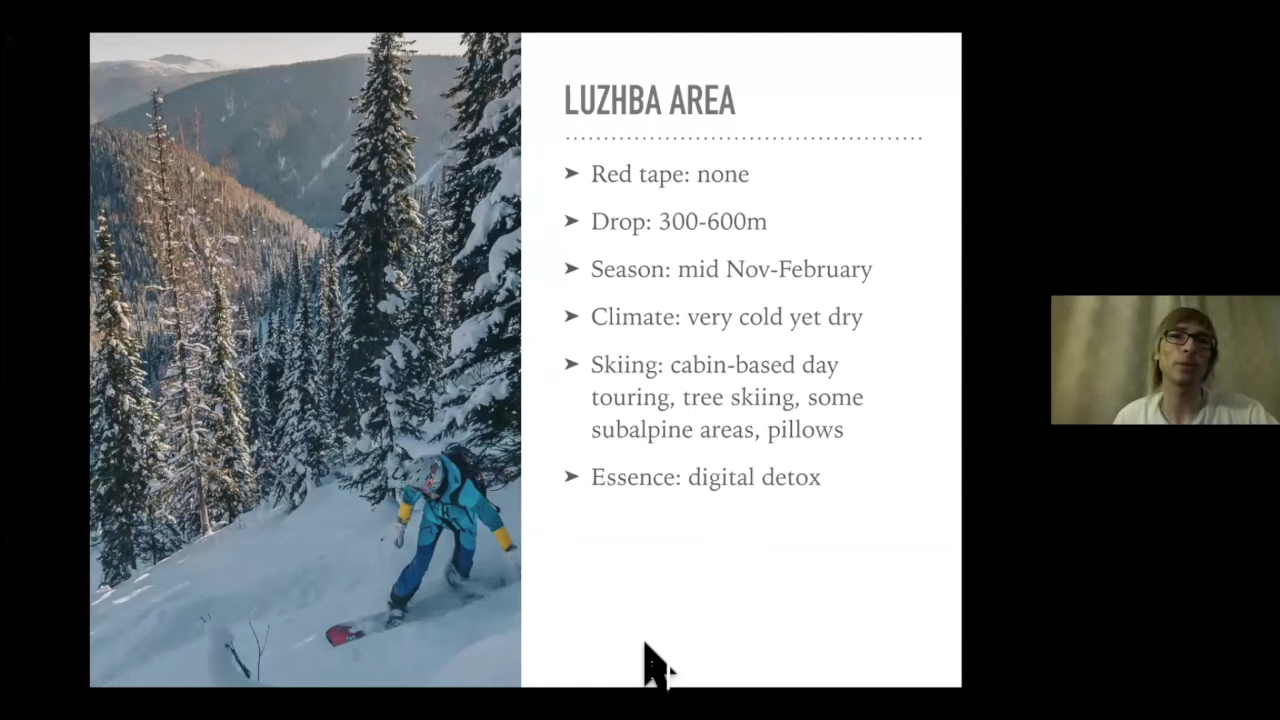 LUZHBA AREA
➤ Red tape: none
➤ Drop: 300-600m
➤ Season: mid Nov-February
➤ Climate: very cold yet dry
➤ Skiing: cabin-based day
touring, tree skiing, some
subalpine areas, pillows
➤ Essence: digital detox